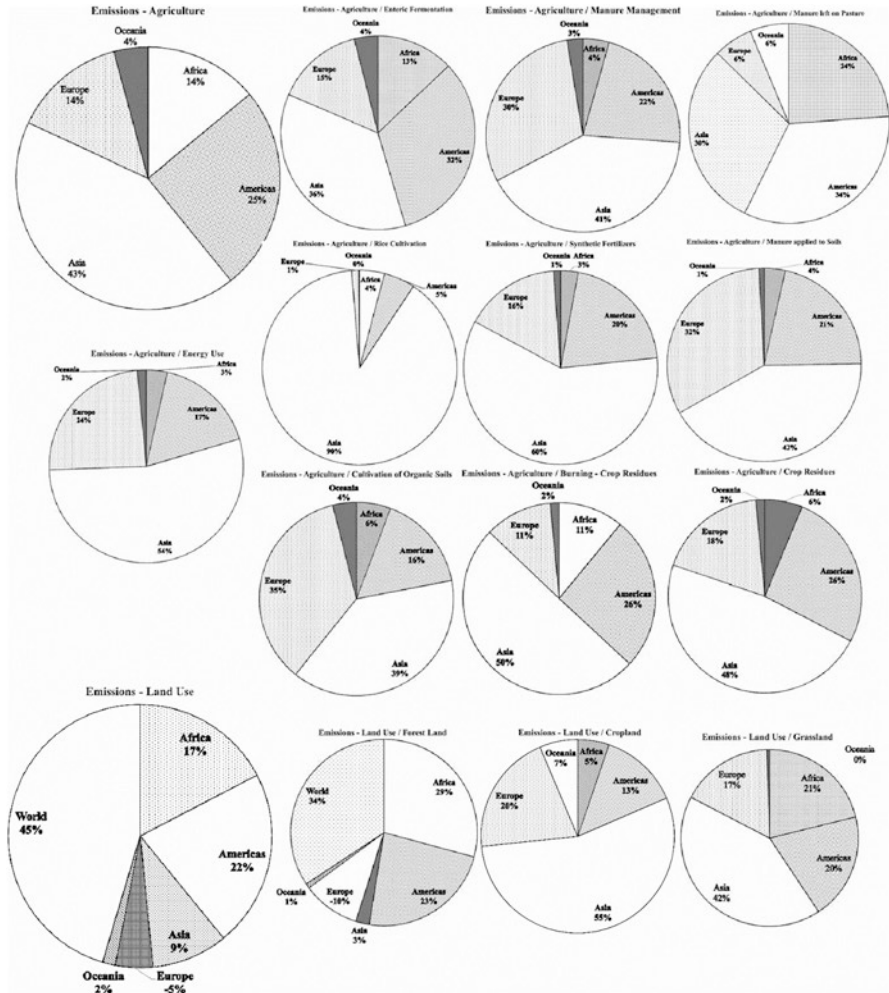 Emissions - Agriculture
Oceania
4%
Africa
14%
Europe
14%
Americas
25%
Asia
43%
Emissions - Agriculture / Enteric Fermentation
Oceania
4%
Africa
13%
Europe
15%
Americas
32%
Asia
36%
Emissions - Agriculture / Manure Management
Oceania
3%
Africa
4%
Americas
22%
Europe
30%
Asia
41%
Emissions - Agriculture / Manure left on Pasture
Oceania
6%
Europe
6%
Africa
24%
Asia
30%
Americas
34%
Emissions - Agriculture / Rice Cultivation
Oceania
0%
Europe
1%
Africa
4%
Americas
5%
Asia
90%
Emissions - Agriculture / Synthetic Fertilizers
Oceania
1%
Africa
3%
Europe
16%
Americas
20%
Asia
60%
Emissions - Agriculture / Manure applied to Soils
Oceania
1%
Africa
4%
Europe
32%
Americas
21%
Asia
43%
Emissions - Agriculture / Energy Use
Oceania
2%
Africa
3%
Europe
24%
Americas
17%
Asia
54%
Emissions - Agriculture / Cultivation of Organic Soils
Oceania
4%
Africa
6%
Americas
16%
Europe
35%
Asia
39%
Emissions - Agriculture / Burning - Crop Residues
Oceania
2%
Europe
11%
Africa
11%
Americas
26%
Asia
50%
Emissions - Agriculture / Crop Residues
Oceania
2%
Africa
6%
Europe
18%
Americas
26%
Asia
48%
Emissions - Land Use
Africa
17%
World
45%
Americas
22%
Asia
9%
Oceania
2%
Europe
-5%
Emissions - Land Use / Forest Land
World
34%
Africa
29%
Oceania
1%
Europe
-10%
Americas
23%
Asia
3%
Emissions - Land Use / Cropland
Oceania
7%
Africa
5%
Americas
13%
Europe
20%
Asia
55%
Emissions - Land Use / Grassland
Oceania
0%
Europe
17%
Africa
21%
Americas
20%
Asia
42%